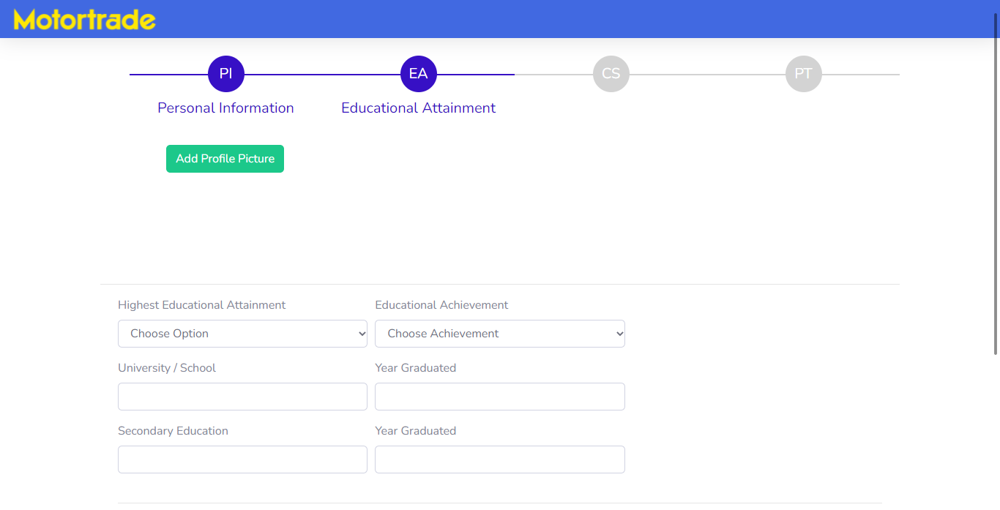 Motortrade
PI EA CS PT
Personal Information Educational Attainment
Add Profile Picture
Highest Educational Attainment Educational Achievement
Choose Option Choose Achievement
University / School Year Graduated
Secondary Education Year Graduated